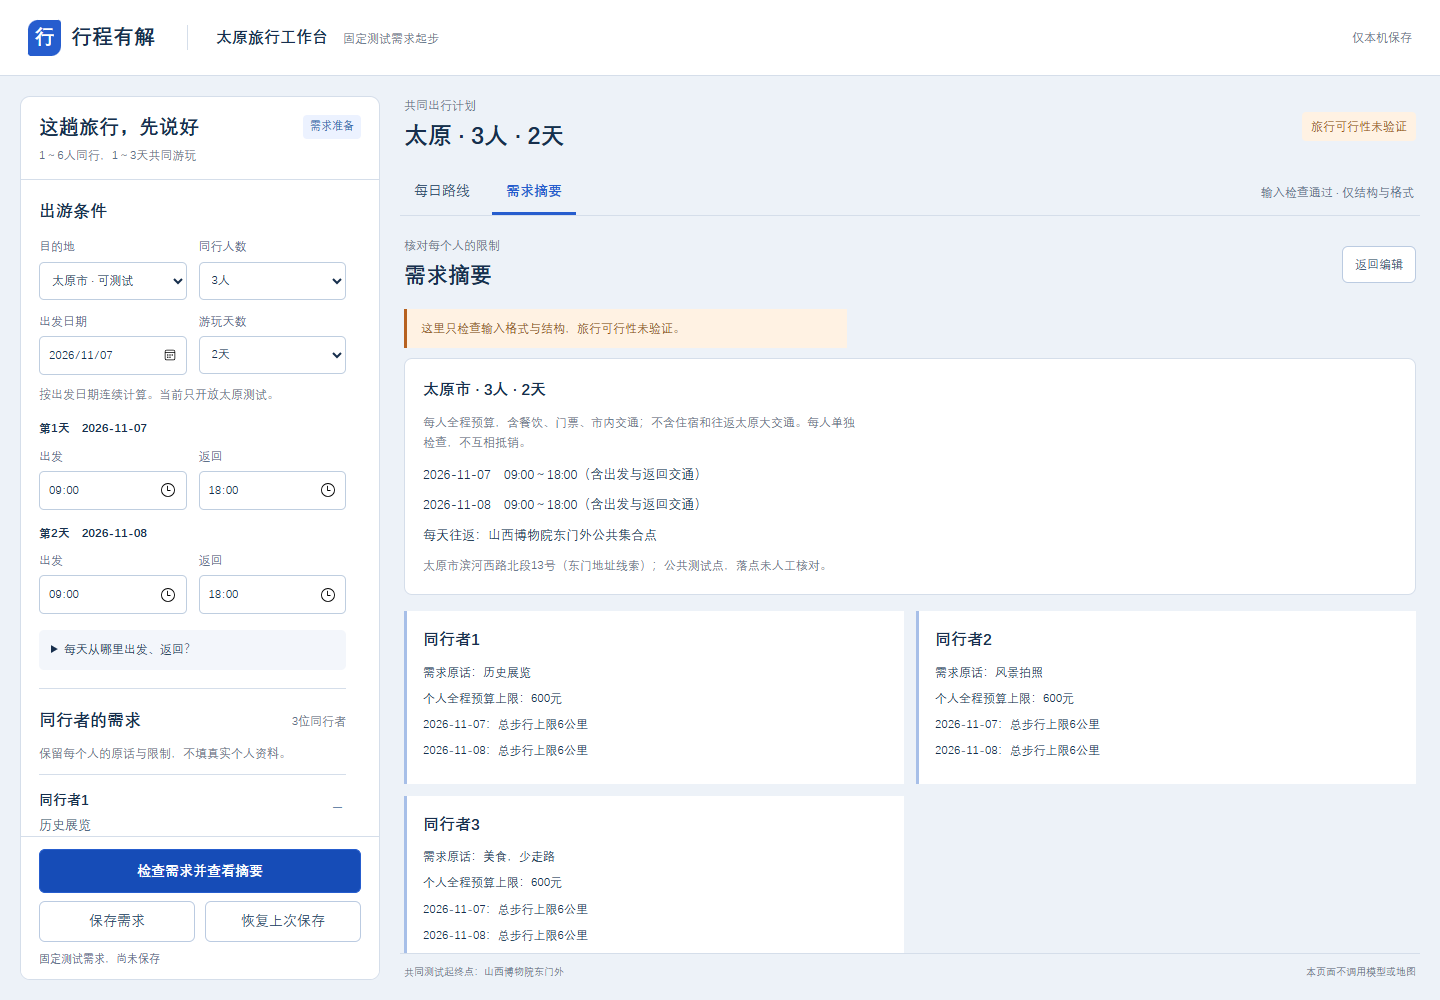 行 行程有解
太原旅行工作台 固定测试需求起步
仅本机保存
这趟旅行，先说好
需求准备
1～6人同行，1～3天共同游玩
出游条件
目的地 同行人数
太原市 · 可测试 3人
出发日期 游玩天数
2026/11/07 2天
按出发日期连续计算。当前只开放太原测试。
第1天 2026-11-07
出发 返回
09:00 18:00
第2天 2026-11-08
出发 返回
09:00 18:00
▶ 每天从哪里出发、返回？
同行者的需求 3位同行者
保留每个人的原话与限制，不填真实个人资料。
同行者1 —
历史展览
检查需求并查看摘要
保存需求 恢复上次保存
固定测试需求，尚未保存
共同出行计划
太原 · 3人 · 2天
旅行可行性未验证
每日路线 需求摘要
输入检查通过 · 仅结构与格式
核对每个人的限制
需求摘要
返回编辑
这里只检查输入格式与结构，旅行可行性未验证。
太原市 · 3人 · 2天
每人全程预算，含餐饮、门票、市内交通；不含住宿和往返太原大交通。每人单独
检查，不互相抵销。
2026-11-07 09:00～18:00（含出发与返回交通）
2026-11-08 09:00～18:00（含出发与返回交通）
每天往返：山西博物院东门外公共集合点
太原市滨河西路北段13号（东门地址线索）；公共测试点，落点未人工核对。
同行者1
需求原话：历史展览
个人全程预算上限：600元
2026-11-07：总步行上限6公里
2026-11-08：总步行上限6公里
同行者2
需求原话：风景拍照
个人全程预算上限：600元
2026-11-07：总步行上限6公里
2026-11-08：总步行上限6公里
同行者3
需求原话：美食，少走路
个人全程预算上限：600元
2026-11-07：总步行上限6公里
2026-11-08：总步行上限6公里
共同测试起终点：山西博物院东门外
本页面不调用模型或地图